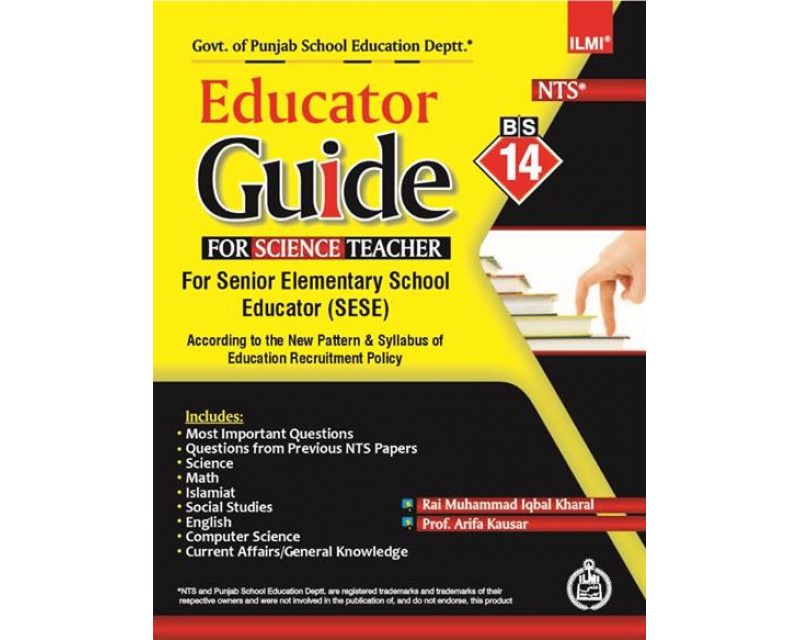 ILMI®
Govt. of Punjab School Education Deptt.*
NTS*
Educator
Guide
BS
14
FOR SCIENCE TEACHER
For Senior Elementary School
Educator (SESE)
According to the New Pattern & Syllabus of
Education Recruitment Policy
Includes:
• Most Important Questions
• Questions from Previous NTS Papers
• Science
• Math
• Islamiat
• Social Studies
• English
• Computer Science
• Current Affairs/General Knowledge
Rai Muhammad Iqbal Kharal
Prof. Arifa Kausar
*NTS and Punjab School Education Deptt. are registered trademarks and trademarks of their
respective owners and were not involved in the publication of, and do not endorse, this product
ILMI